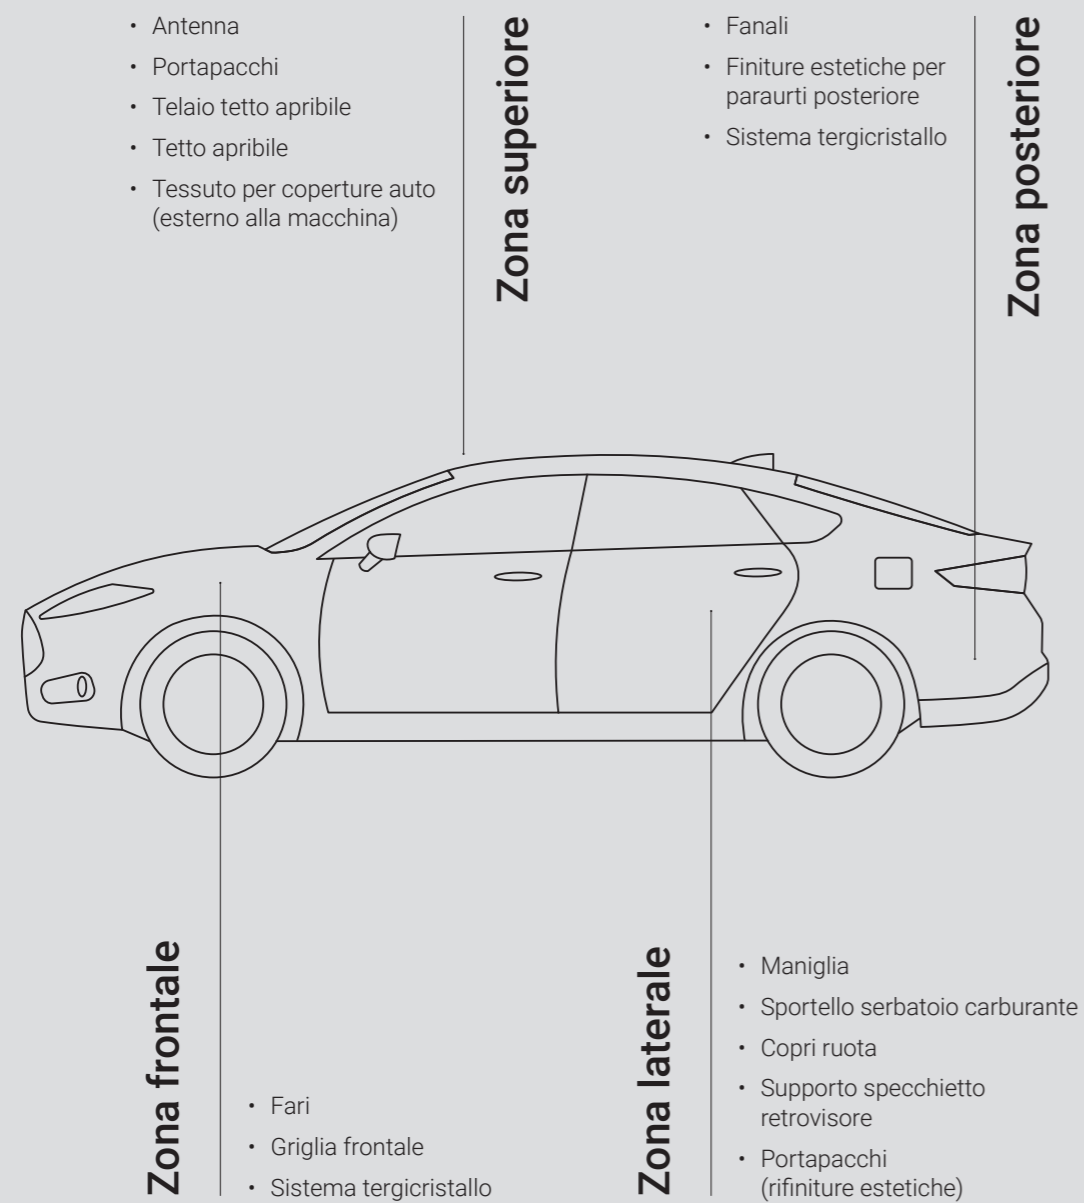 • Antenna
• Portapacchi
• Telaio tetto apribile
• Tetto apribile
• Tessuto per coperture auto
(esterno alla macchina)
Zona superiore
• Fanali
• Finiture estetiche per
paraurti posteriore
• Sistema tergicristallo
Zona posteriore
Zona frontale
• Fari
• Griglia frontale
• Sistema tergicristallo
Zona laterale
• Maniglia
• Sportello serbatoio carburante
• Copri ruota
• Supporto specchietto
retrovisore
• Portapacchi
(rifiniture estetiche)